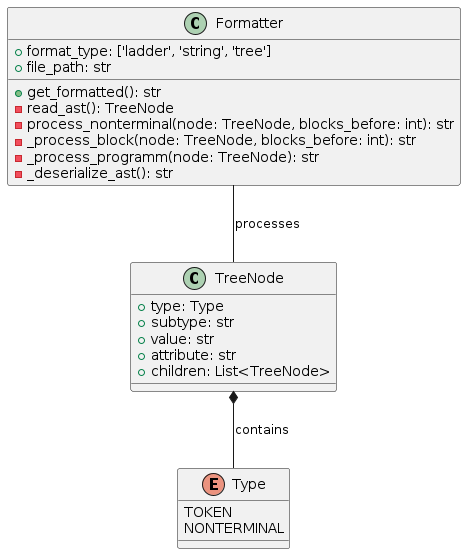 C Formatter
format_type: ['ladder', 'string', 'tree']
file_path: str
get_formatted(): str
read_ast(): TreeNode
process_nonterminal(node: TreeNode, blocks_before: int): str
_process_block(node: TreeNode, blocks_before: int): str
_process_programm(node: TreeNode): str
_deserialize_ast(): str
processes
C TreeNode
type: Type
subtype: str
value: str
attribute: str
children: List<TreeNode>
contains
E Type
TOKEN
NONTERMINAL